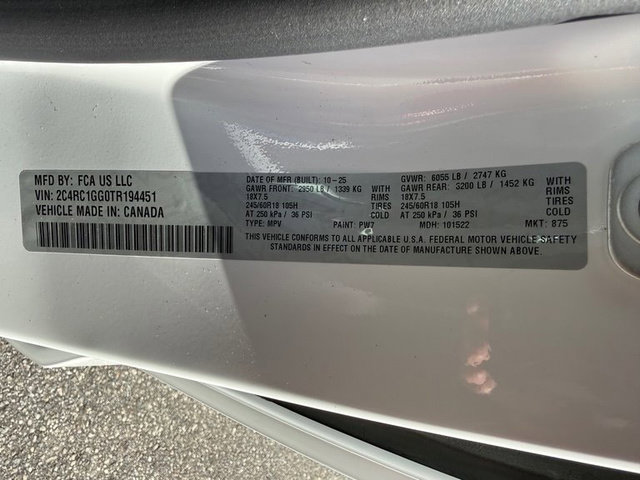 MFD BY: FCA US LLC
VIN: 2C4RC1GG0TR194451
VEHICLE MADE IN: CANADA
DATE OF MFR (BUILT): 10-25
GAWR FRONT: 2950 LB / 1339 KG WITH
18X7.5 RIMS
245/60R18 105H TIRES
AT 250 kPa / 36 PSI COLD
GVWR: 6055 LB / 2747 KG
GAWR REAR: 3200 LB / 1452 KG WITH
18X7.5 RIMS
245/60R18 105H TIRES
AT 250 kPa / 36 PSI COLD
TYPE: MPV PAINT: PW7 MDH: 101522 MKT: 875
THIS VEHICLE CONFORMS TO ALL APPLICABLE U.S.A. FEDERAL MOTOR VEHICLE SAFETY
STANDARDS IN EFFECT ON THE DATE OF MANUFACTURE SHOWN ABOVE.